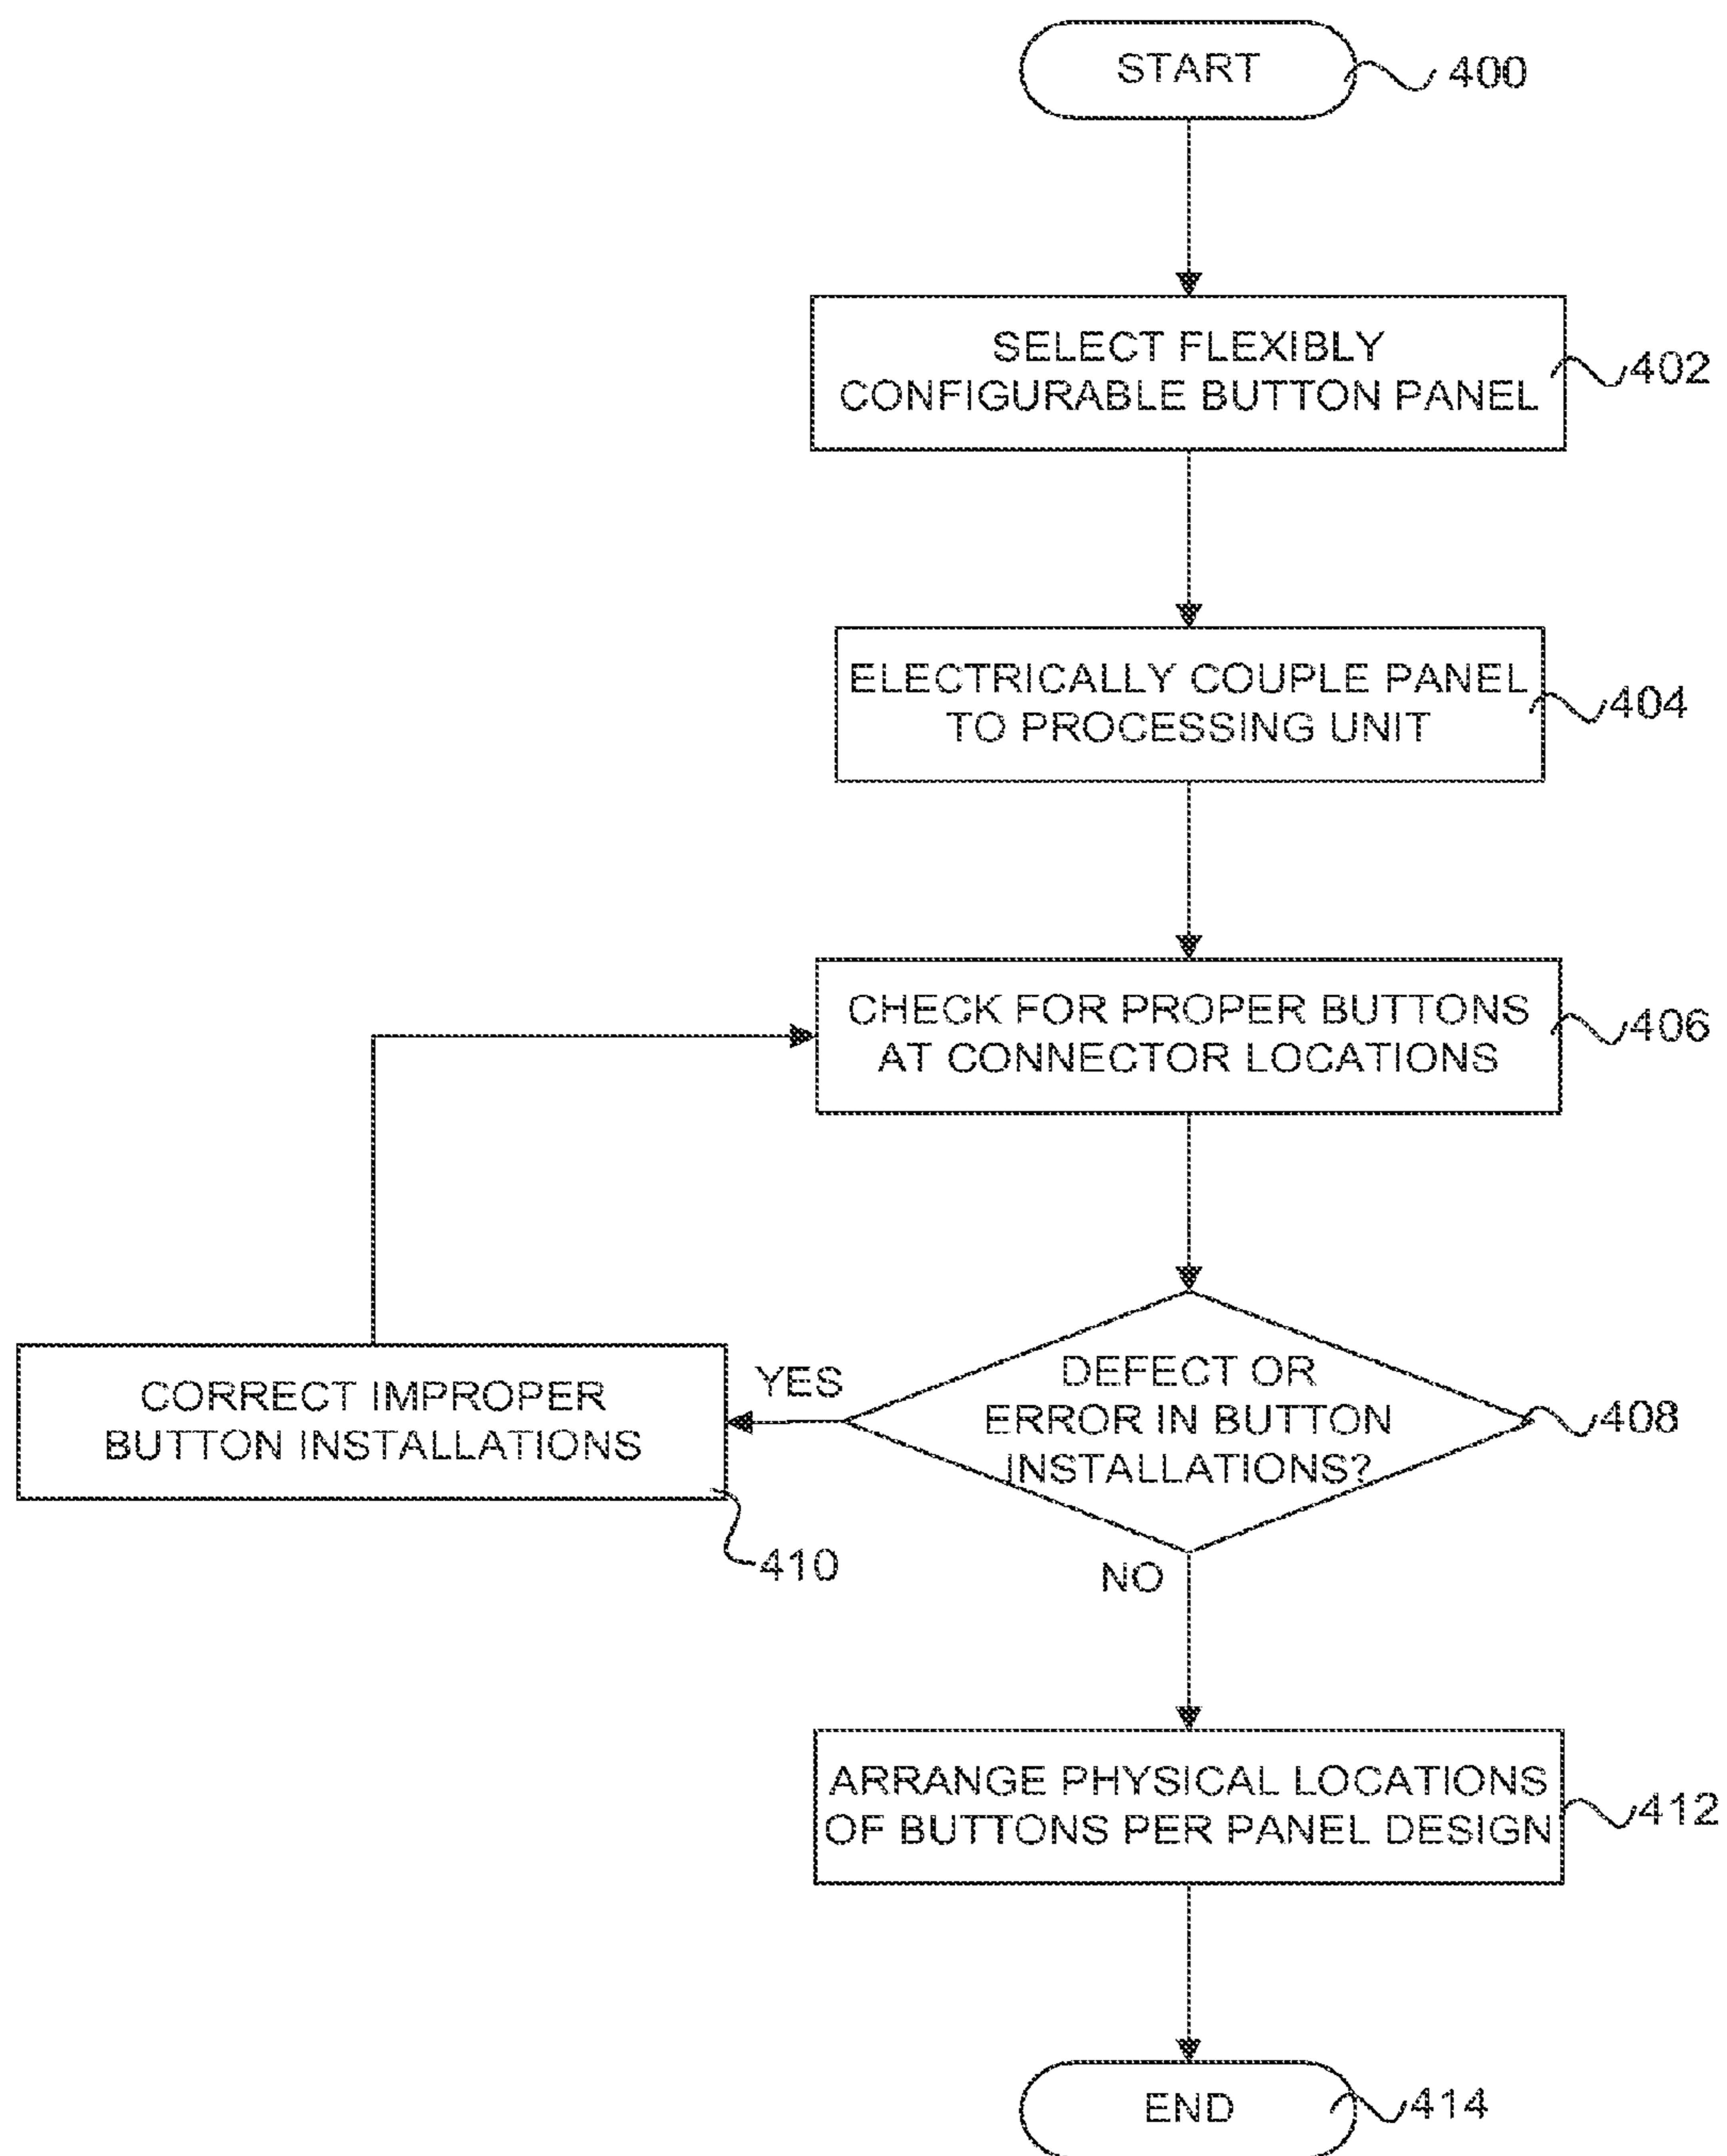 START
400
SELECT FLEXIBLY
CONFIGURABLE BUTTON PANEL
402
ELECTRICALLY COUPLE PANEL
TO PROCESSING UNIT
404
CHECK FOR PROPER BUTTONS
AT CONNECTOR LOCATIONS
406
DEFECT OR
ERROR IN BUTTON
INSTALLATIONS?
408
YES
CORRECT IMPROPER
BUTTON INSTALLATIONS
410
NO
ARRANGE PHYSICAL LOCATIONS
OF BUTTONS PER PANEL DESIGN
412
END
414